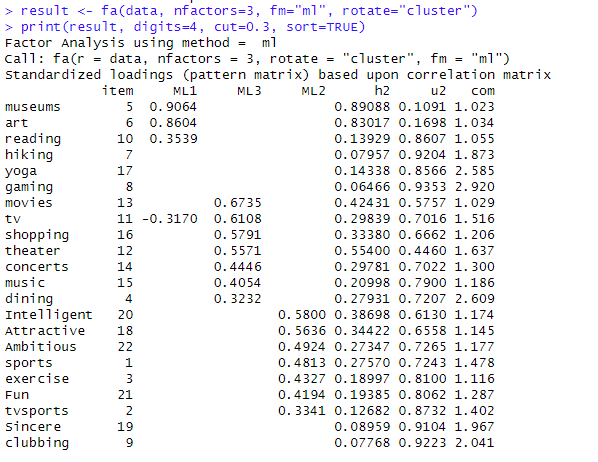 > result <- fa(data, nfactors=3, fm="ml", rotate="cluster")
> print(result, digits=4, cut=0.3, sort=TRUE)
Factor Analysis using method =  ml
Call: fa(r = data, nfactors = 3, rotate = "cluster", fm = "ml")
Standardized loadings (pattern matrix) based upon correlation matrix
            item     ML1     ML3     ML2      h2     u2   com
museums        5  0.9064                 0.89088 0.1091 1.023
art            6  0.8604                 0.83017 0.1698 1.034
reading       10  0.3539                 0.13929 0.8607 1.055
hiking         7                         0.07957 0.9204 1.873
yoga          17                         0.14338 0.8566 2.585
gaming         8                         0.06466 0.9353 2.920
movies        13          0.6735         0.42431 0.5757 1.029
tv            11 -0.3170  0.6108         0.29839 0.7016 1.516
shopping      16          0.5791         0.33380 0.6662 1.206
theater       12          0.5571         0.55400 0.4460 1.637
concerts      14          0.4446         0.29781 0.7022 1.300
music         15          0.4054         0.20998 0.7900 1.186
dining         4          0.3232         0.27931 0.7207 2.609
Intelligent   20                  0.5800 0.38698 0.6130 1.174
Attractive    18                  0.5636 0.34422 0.6558 1.145
Ambitious     22                  0.4924 0.27347 0.7265 1.177
sports         1                  0.4813 0.27570 0.7243 1.478
exercise       3                  0.4327 0.18997 0.8100 1.116
Fun           21                  0.4194 0.19385 0.8062 1.287
tvsports       2                  0.3341 0.12682 0.8732 1.402
Sincere       19                         0.08959 0.9104 1.967
clubbing       9                         0.07768 0.9223 2.041